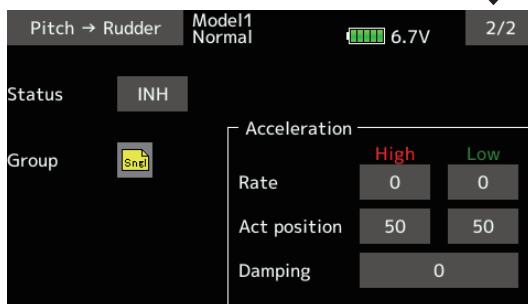 Pitch → Rudder
Model1
Normal
6.7V
2/2
Status
INH
Group
Sngl
Acceleration
High
Low
Rate
0
0
Act position
50
50
Damping
0